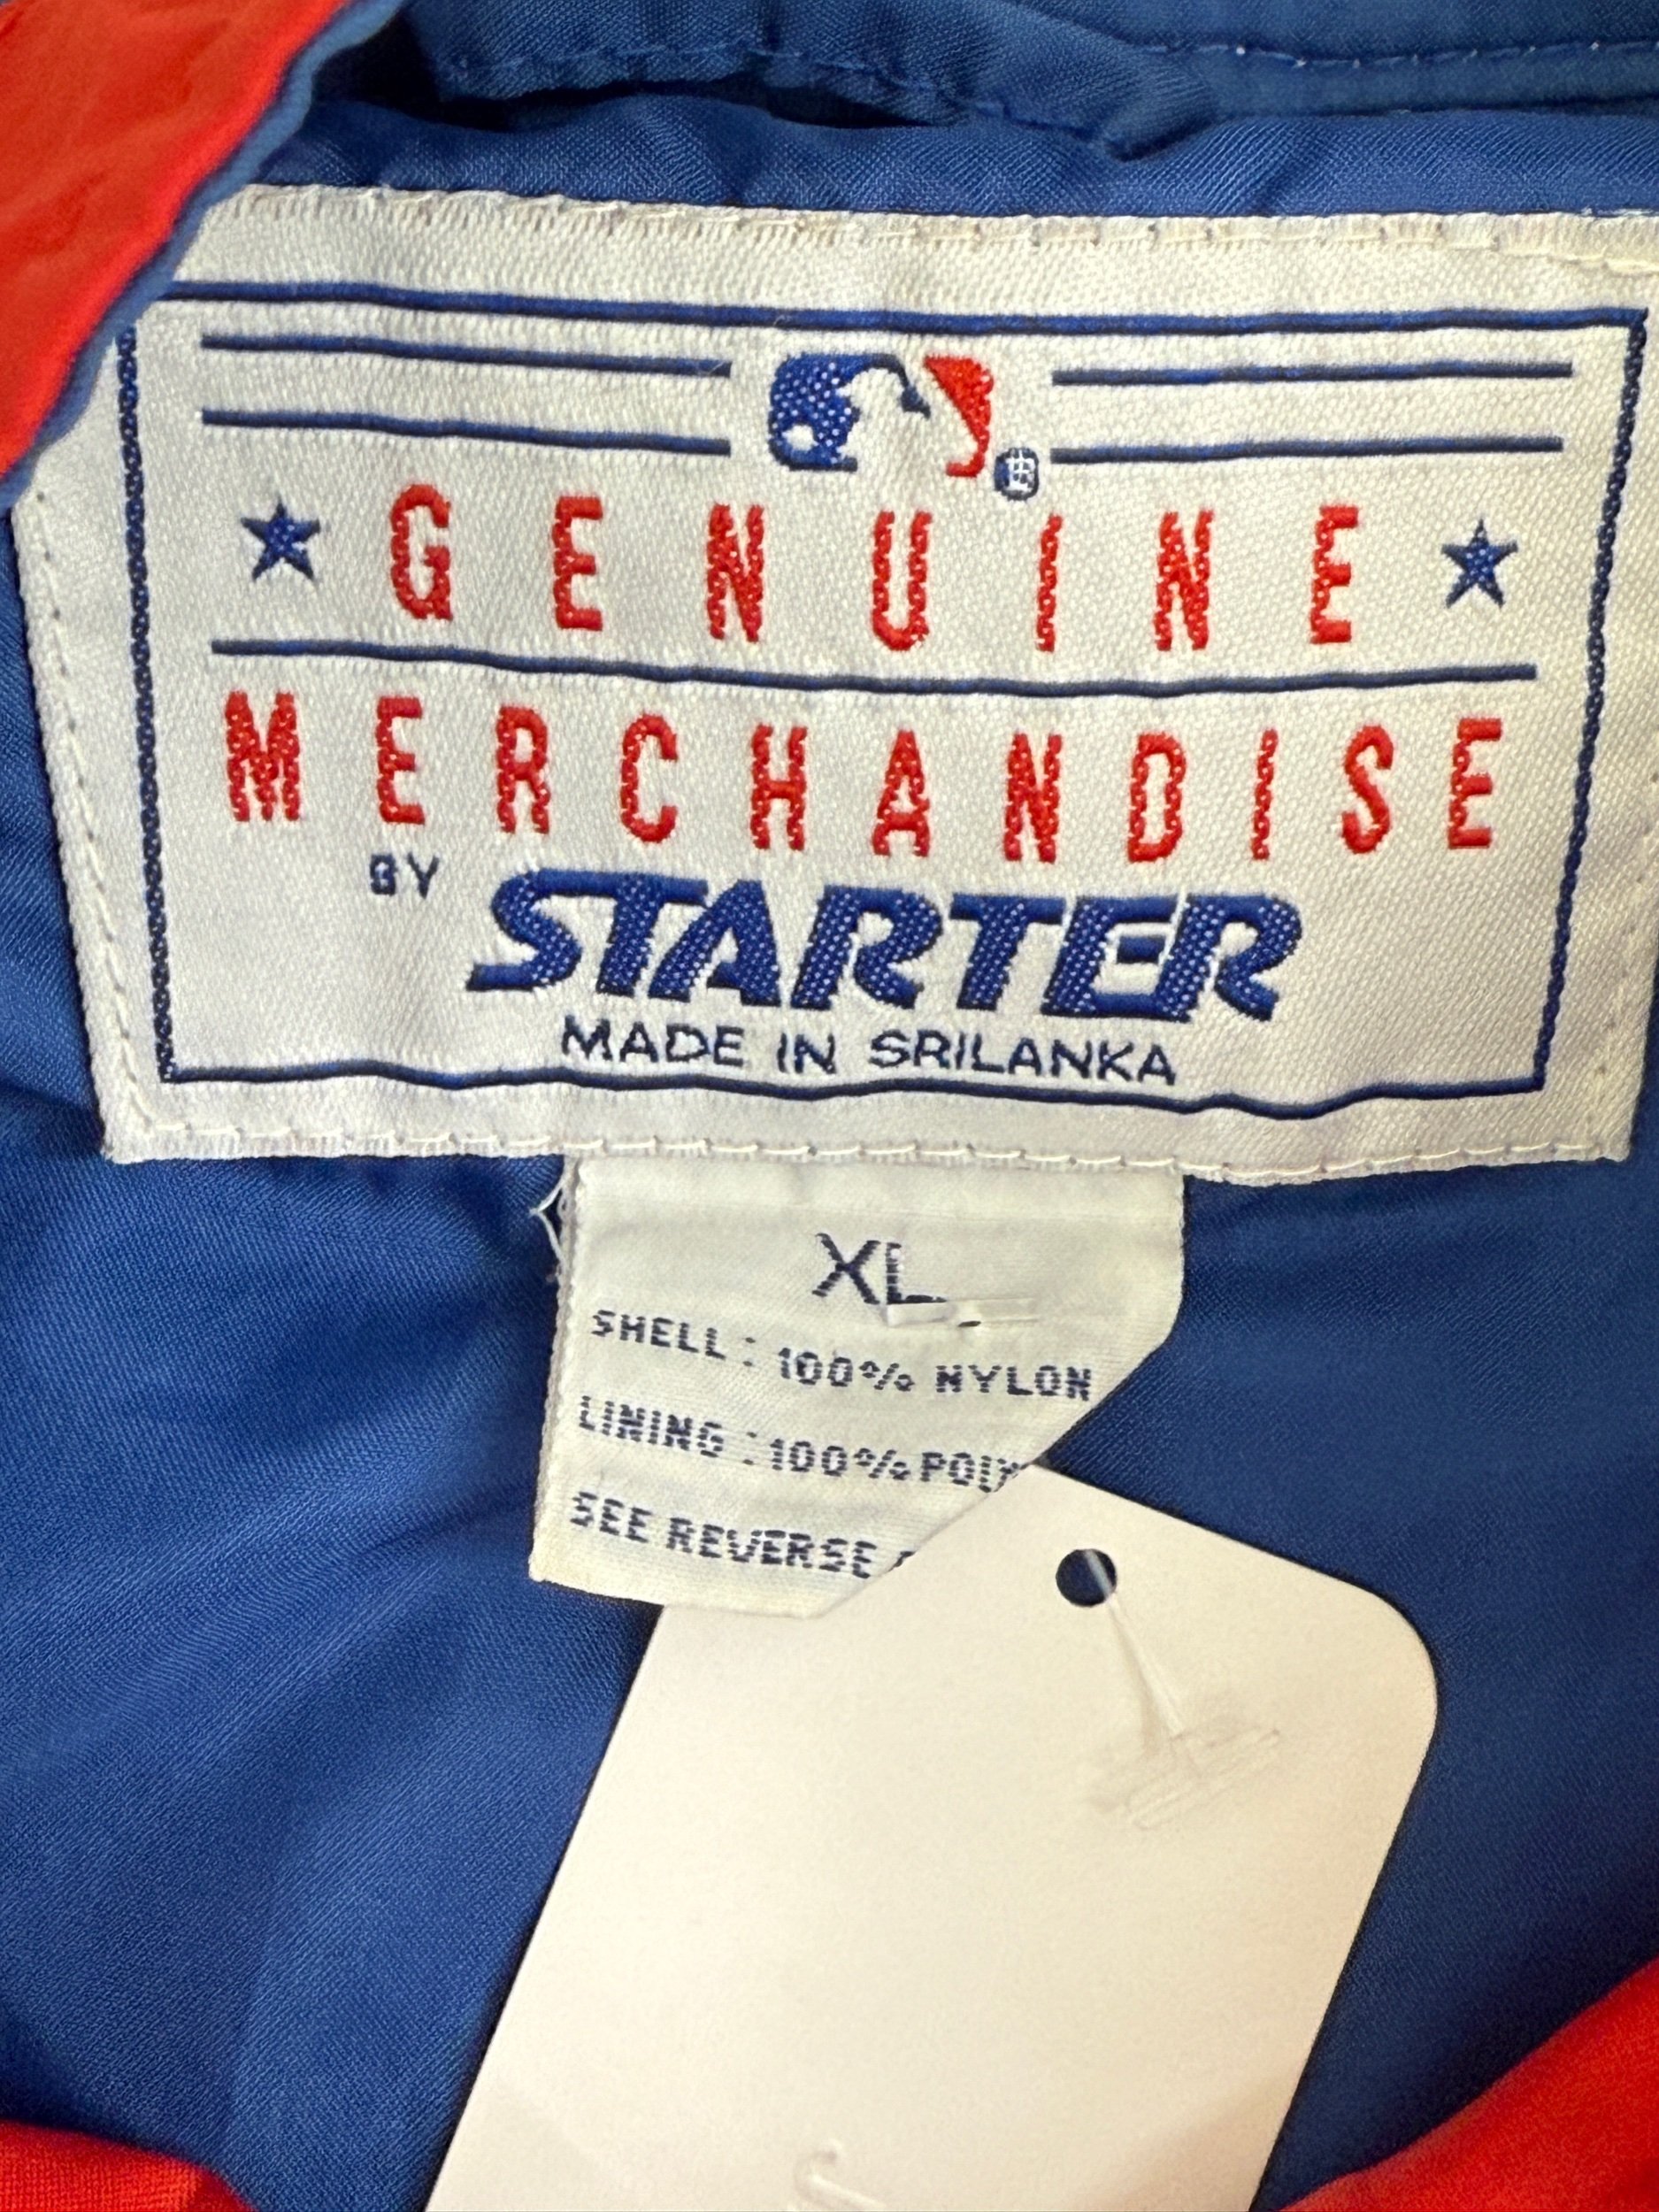 GENUINE
MERCHANDISE
BY STARTER
MADE IN SRILANKA
XL
SHELL : 100% NYLON
LINING : 100% POLY
SEE REVERSE